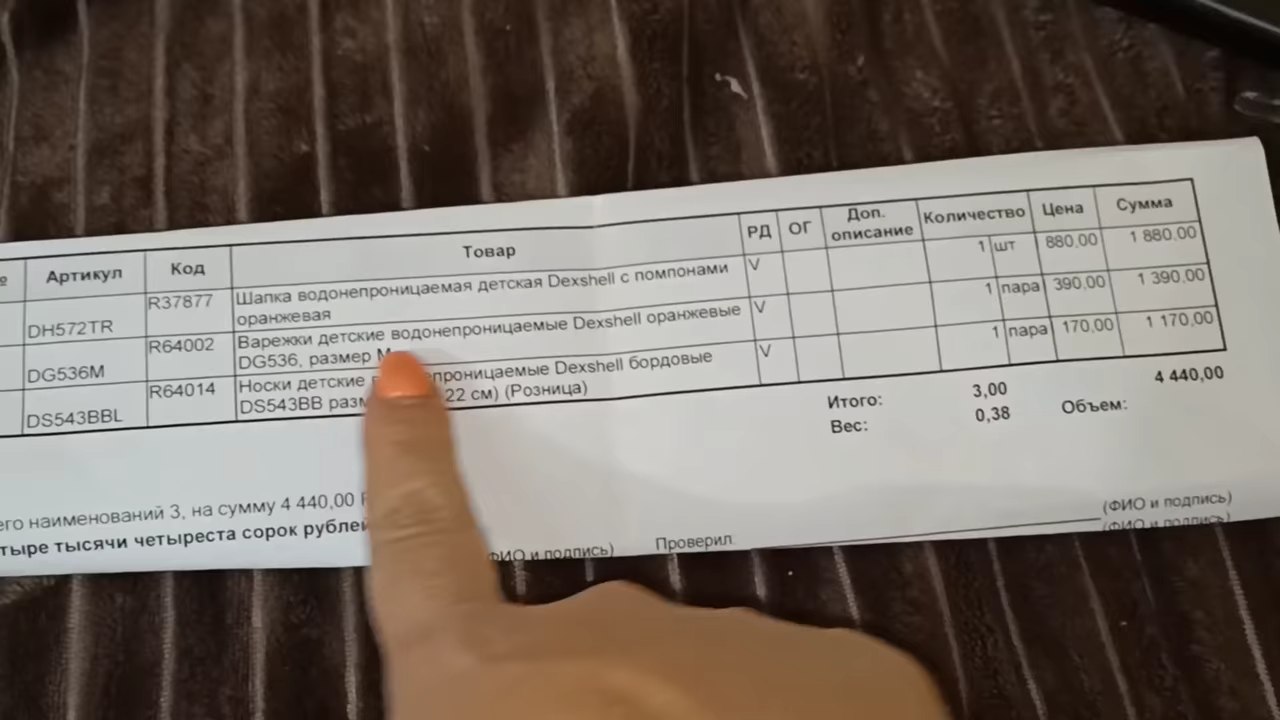 Артикул Код Товар РД ОГ Доп. описание Количество Цена Сумма
DH572TR R37877 Шапка водонепроницаемая детская Dexshell с помпонами оранжевая V 1 шт 880,00 1 880,00
DG536M R64002 Варежки детские водонепроницаемые Dexshell оранжевые DG536, размер M V 1 пара 390,00 1 390,00
DS543BBL R64014 Носки детские Dexshell бордовые DS543BB 22 см) (Розница) V 1 пара 170,00 1 170,00
Итого: 3,00 4 440,00
Вес: 0,38 Объем:
наименований 3, на сумму 4 440,00
тысячи четыреста сорок рублей
(ФИО и подпись)
ФИО и подпись) Проверил: (ФИО и подпись)